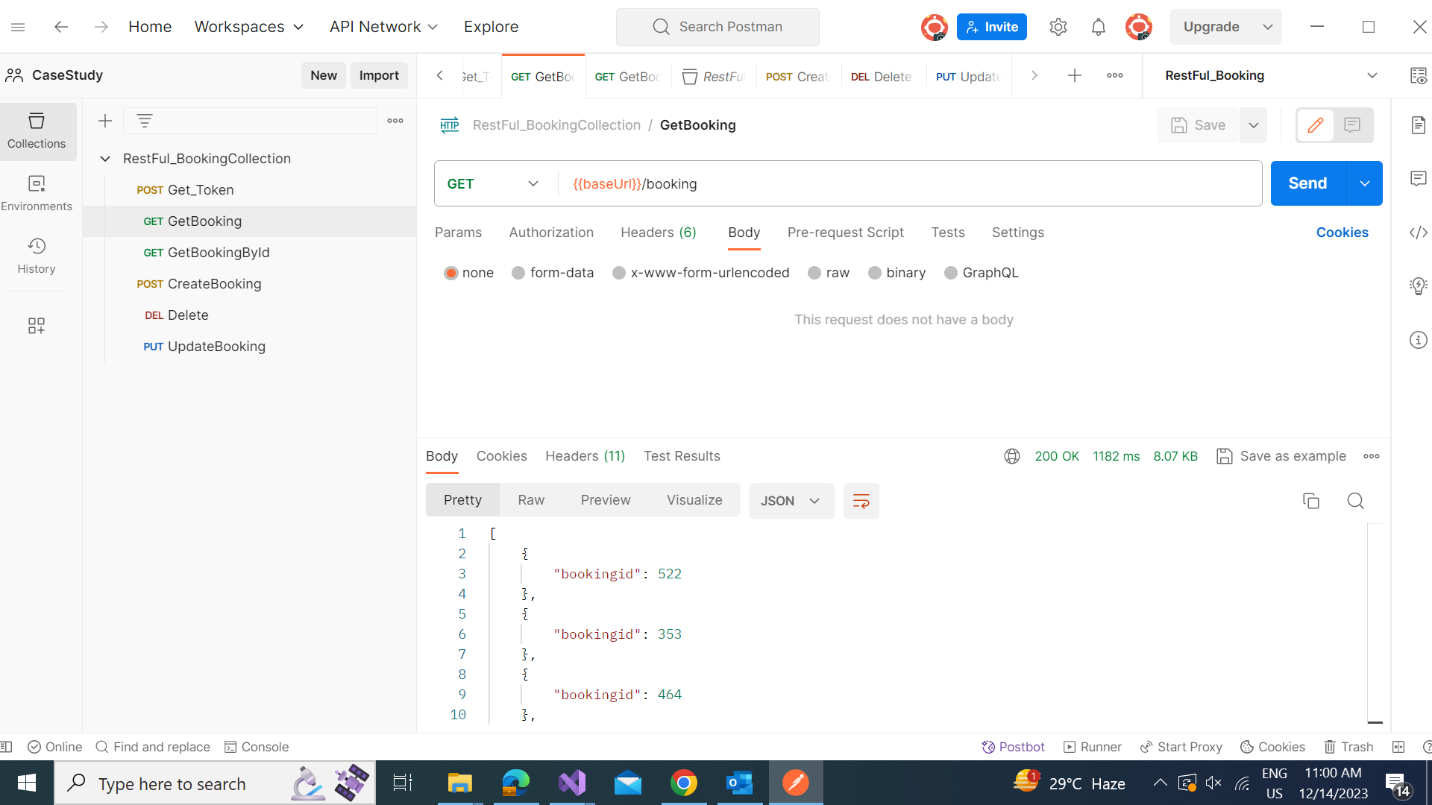 Home Workspaces API Network Explore Search Postman Invite Upgrade
CaseStudy New Import
GET GetBoo GET GetBoo RestFul POST Creat DEL Delete PUT Update RestFul_Booking
Collections
Environments
History
RestFul_BookingCollection
POST Get_Token
GET GetBooking
GET GetBookingById
POST CreateBooking
DEL Delete
PUT UpdateBooking
HTTP RestFul_BookingCollection / GetBooking Save
GET {{baseUrl}}/booking Send
Params Authorization Headers (6) Body Pre-request Script Tests Settings Cookies
none form-data x-www-form-urlencoded raw binary GraphQL
This request does not have a body
Body Cookies Headers (11) Test Results 200 OK 1182 ms 8.07 KB Save as example
Pretty Raw Preview Visualize JSON
1 [
2 {
3 "bookingid": 522
4 },
5 {
6 "bookingid": 353
7 },
8 {
9 "bookingid": 464
10 },
Online Find and replace Console Postbot Runner Start Proxy Cookies Trash
Type here to search 1 29°C Haze ENG US 11:00 AM 12/14/2023 14